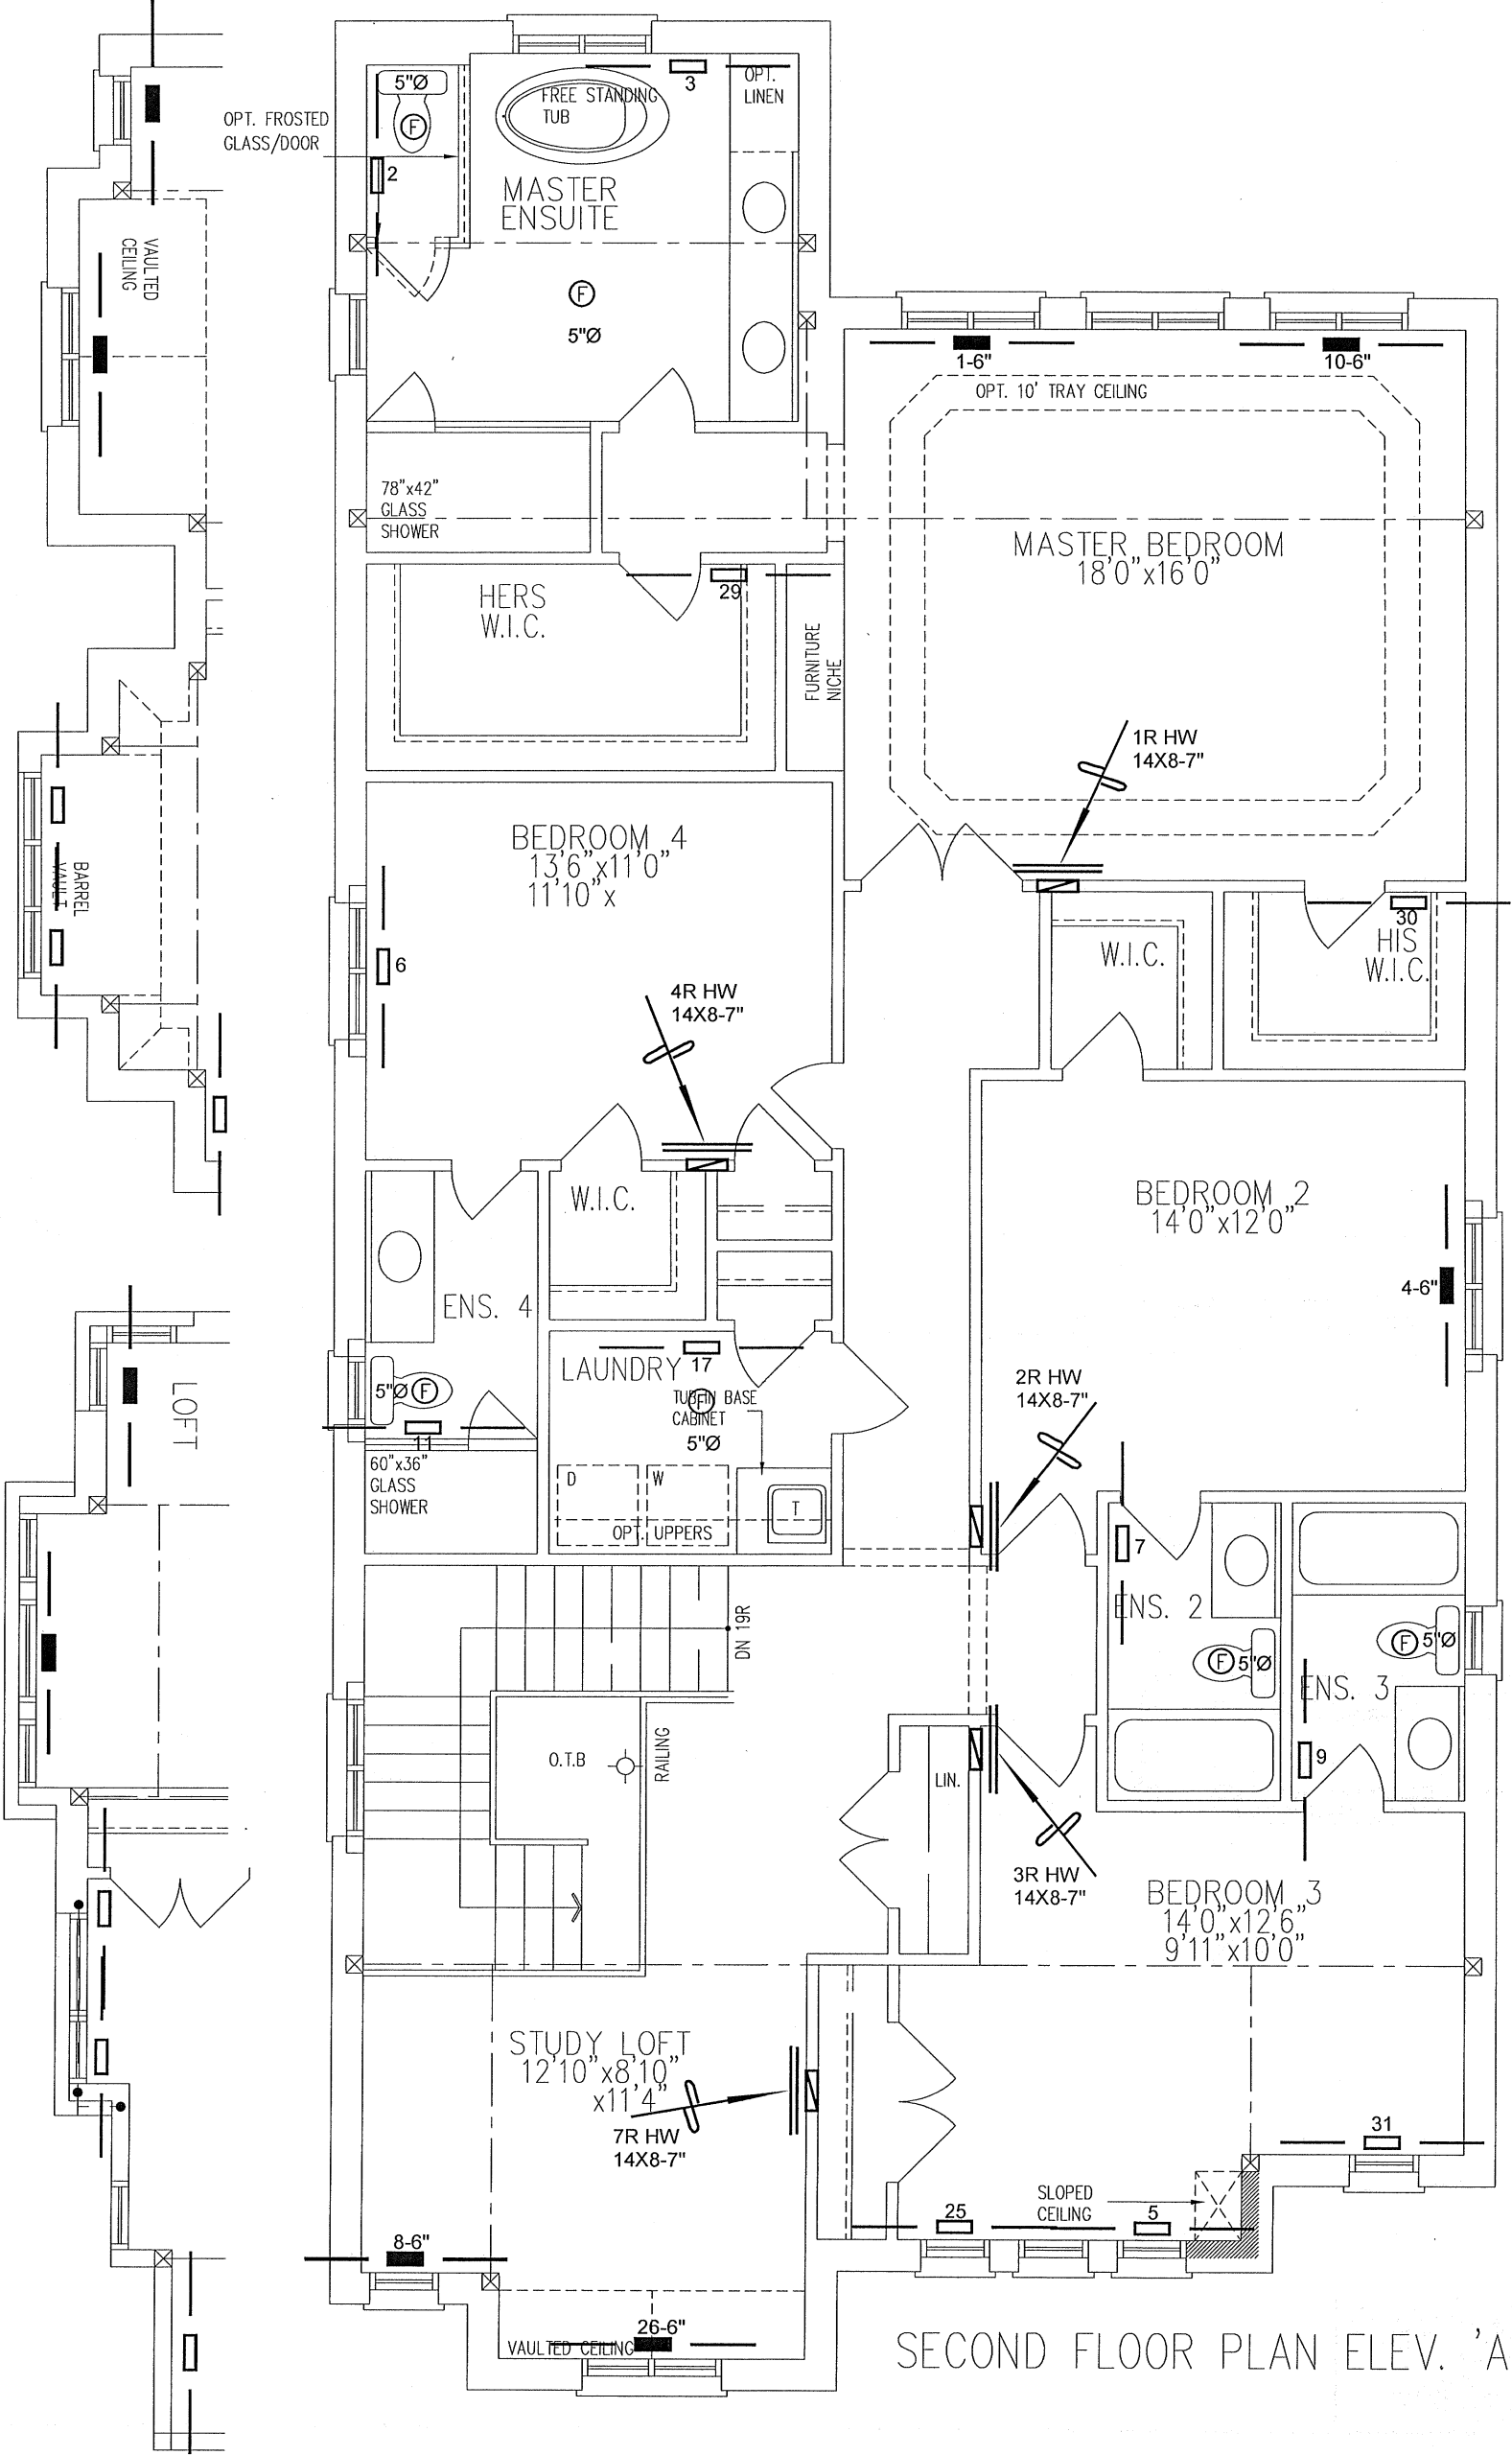 5"Ø
F
2
OPT. FROSTED
GLASS/DOOR
FREE STANDING
TUB
3
OPT.
LINEN
MASTER
ENSUITE
F
5"Ø
VAULTED
CEILING
1-6"
10-6"
OPT. 10' TRAY CEILING
78"x42"
GLASS
SHOWER
MASTER BEDROOM
18'0"x16'0"
HERS
W.I.C.
29
FURNITURE
NICHE
1R HW
14X8-7"
BARREL
VAULT
BEDROOM 4
13'6"x11'0"
11'10"x
6
4R HW
14X8-7"
W.I.C.
30
HIS
W.I.C.
W.I.C.
BEDROOM 2
14'0"x12'0"
4-6"
ENS. 4
5"Ø
F
11
60"x36"
GLASS
SHOWER
LAUNDRY
17
F
TUB IN BASE
CABINET
5"Ø
D
W
T
OPT. UPPERS
LOFT
2R HW
14X8-7"
7
ENS. 2
F
5"Ø
F
5"Ø
ENS. 3
9
DN 19R
O.T.B
RAILING
LIN.
3R HW
14X8-7"
BEDROOM 3
14'0"x12'6"
9'11"x10'0"
STUDY LOFT
12'10"x8'10"
x11'4"
7R HW
14X8-7"
31
SLOPED
CEILING
25
5
8-6"
26-6"
VAULTED CEILING
SECOND FLOOR PLAN ELEV. 'A